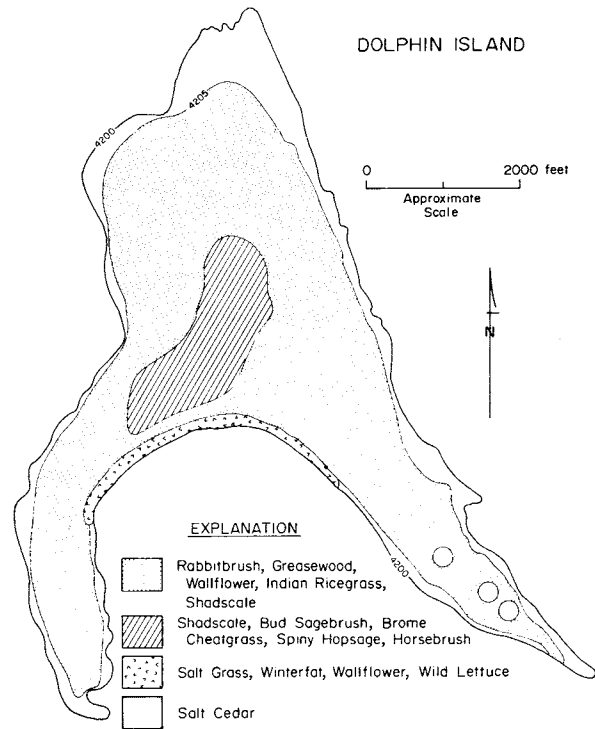 DOLPHIN ISLAND
4200
4205
0
2000 feet
Approximate
Scale
N
4200
EXPLANATION
Rabbitbrush, Greasewood,
Wallflower, Indian Ricegrass,
Shadscale
Shadscale, Bud Sagebrush, Brome
Cheatgrass, Spiny Hopsage, Horsebrush
Salt Grass, Winterfat, Wallflower, Wild Lettuce
Salt Cedar